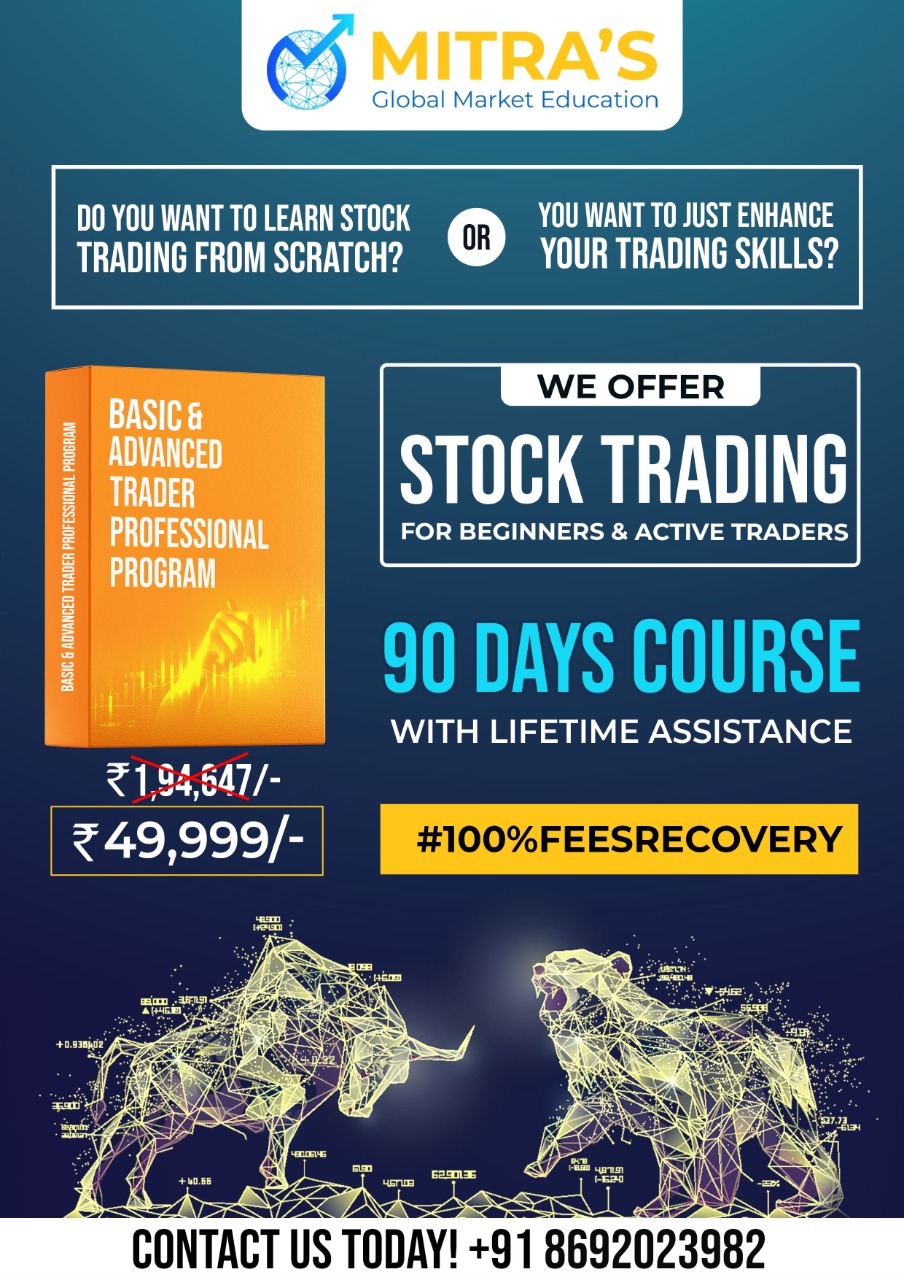 MITRA'S
Global Market Education
DO YOU WANT TO LEARN STOCK
TRADING FROM SCRATCH?
OR
YOU WANT TO JUST ENHANCE
YOUR TRADING SKILLS?
BASIC & ADVANCED TRADER PROFESSIONAL PROGRAM
BASIC &
ADVANCED
TRADER
PROFESSIONAL
PROGRAM
₹1,94,647/-
₹49,999/-
WE OFFER
STOCK TRADING
FOR BEGINNERS & ACTIVE TRADERS
90 DAYS COURSE
WITH LIFETIME ASSISTANCE
#100%FEESRECOVERY
CONTACT US TODAY! +91 8692023982